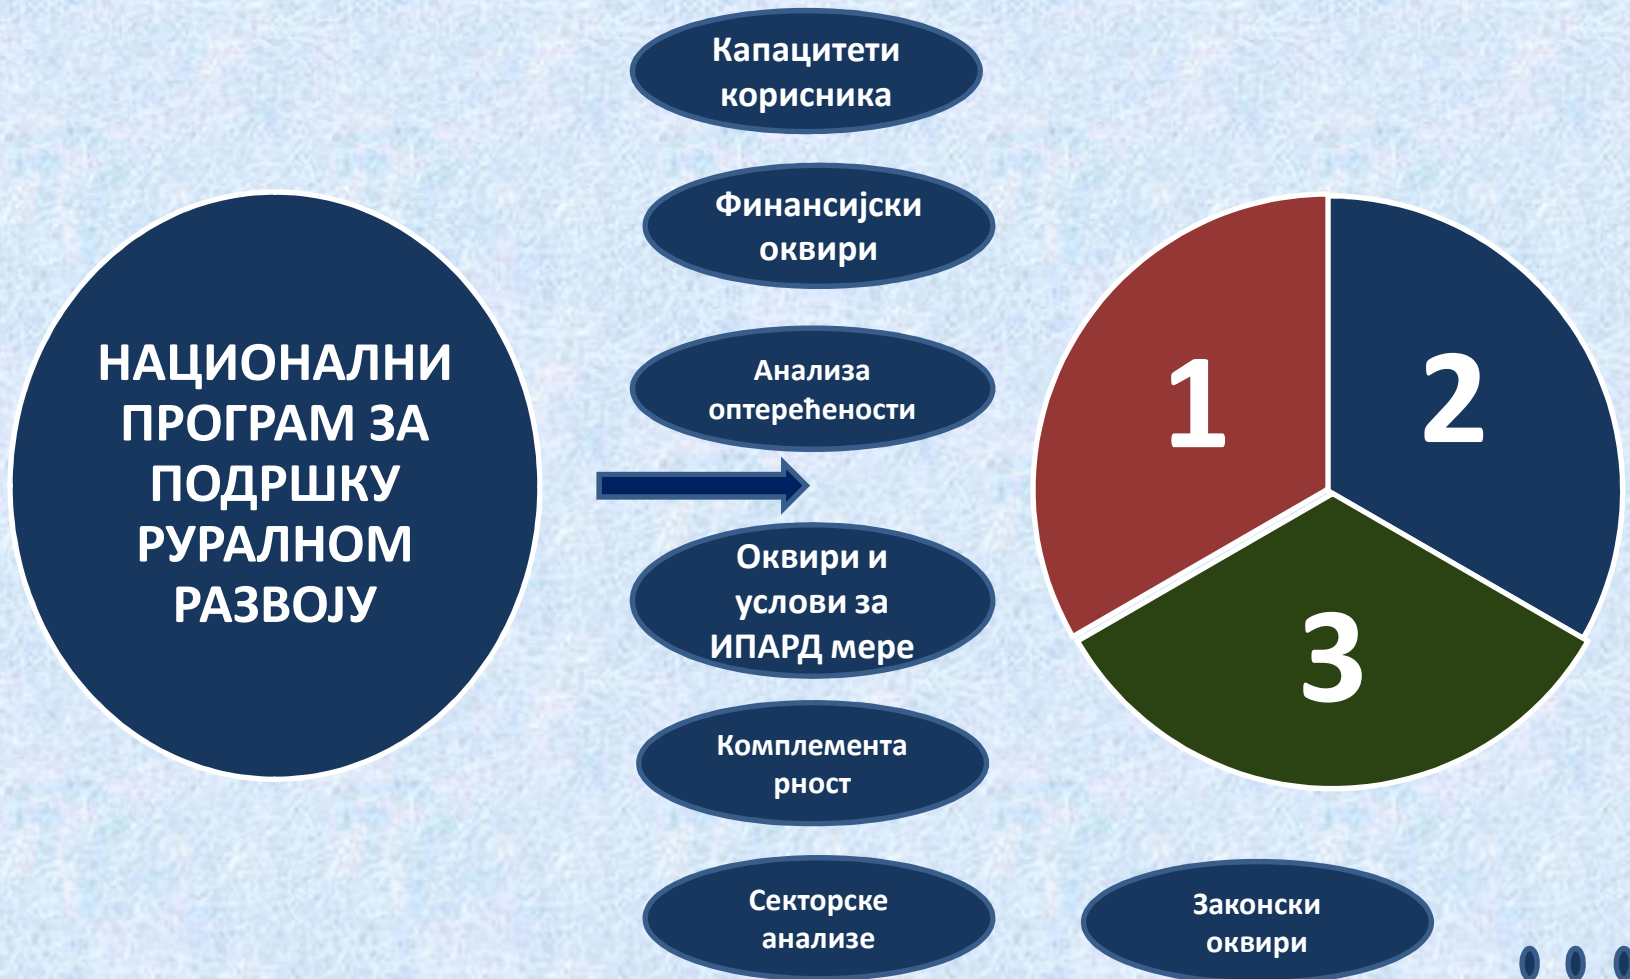 НАЦИОНАЛНИ
ПРОГРАМ ЗА
ПОДРШКУ
РУРАЛНОМ
РАЗВОЈУ
Капацитети
корисника
Финансијски
оквири
Анализа
оптерећености
Оквири и
услови за
ИПАРД мере
Комплемента
рност
Секторске
анализе
Законски
оквири
1
2
3